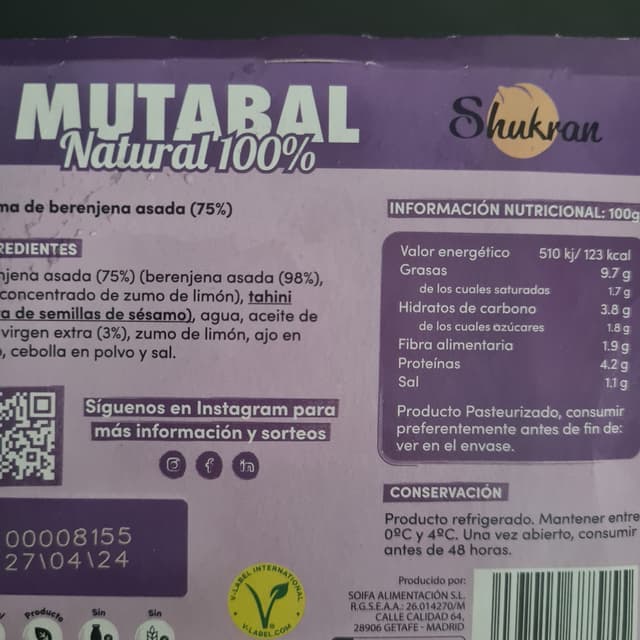 MUTABAL
Natural 100%
Shukran
ma de berenjena asada (75%)
REDIENTES
njena asada (75%) (berenjena asada (98%),
concentrado de zumo de limón), tahini
a de semillas de sésamo), agua, aceite de
virgen extra (3%), zumo de limón, ajo en
, cebolla en polvo y sal.
Síguenos en Instagram para
más información y sorteos
00008155
27\04\24
V-LABEL INTERNATIONAL
V-LABEL.COM
Producto
Sin
Sin
INFORMACIÓN NUTRICIONAL: 100g
Valor energético 510 kj/ 123 kcal
Grasas 9.7 g
de los cuales saturadas 1.7 g
Hidratos de carbono 3.8 g
de los cuales azúcares 1.8 g
Fibra alimentaria 1.9 g
Proteínas 4.2 g
Sal 1.1 g
Producto Pasteurizado, consumir
preferentemente antes de fin de:
ver en el envase.
CONSERVACIÓN
Producto refrigerado. Mantener entre
0ºC y 4ºC. Una vez abierto, consumir
antes de 48 horas.
Producido por:
SOIFA ALIMENTACIÓN S.L.
R.G.S.E.A.A.: 26.014270/M
CALLE CALIDAD 64,
28906 GETAFE - MADRID